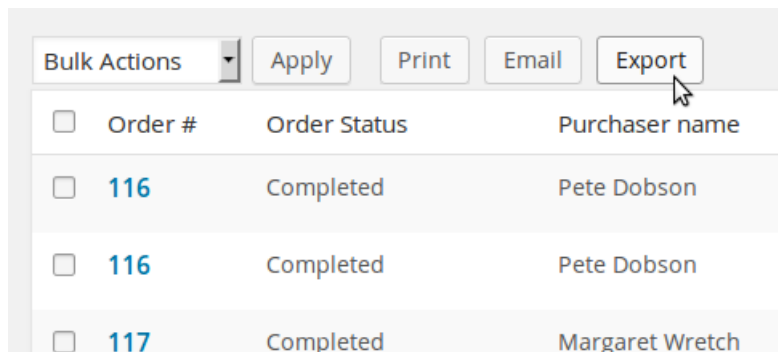 Bulk Actions Apply Print Email Export
Order # Order Status Purchaser name
116 Completed Pete Dobson
116 Completed Pete Dobson
117 Completed Margaret Wretch